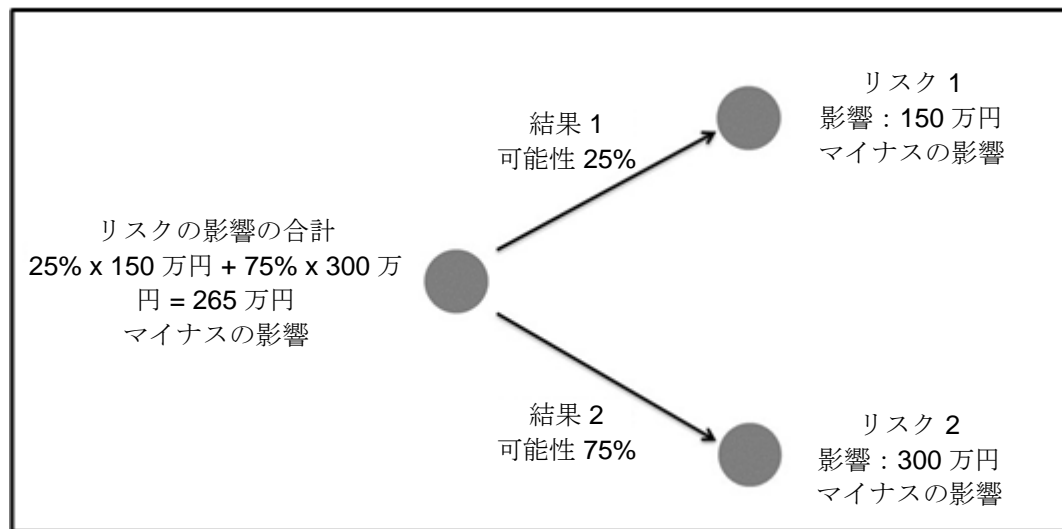 リスク 1
影響：150 万円
マイナスの影響
結果 1
可能性 25%
リスクの影響の合計
25% x 150 万円 + 75% x 300 万
円 = 265 万円
マイナスの影響
結果 2
可能性 75%
リスク 2
影響：300 万円
マイナスの影響